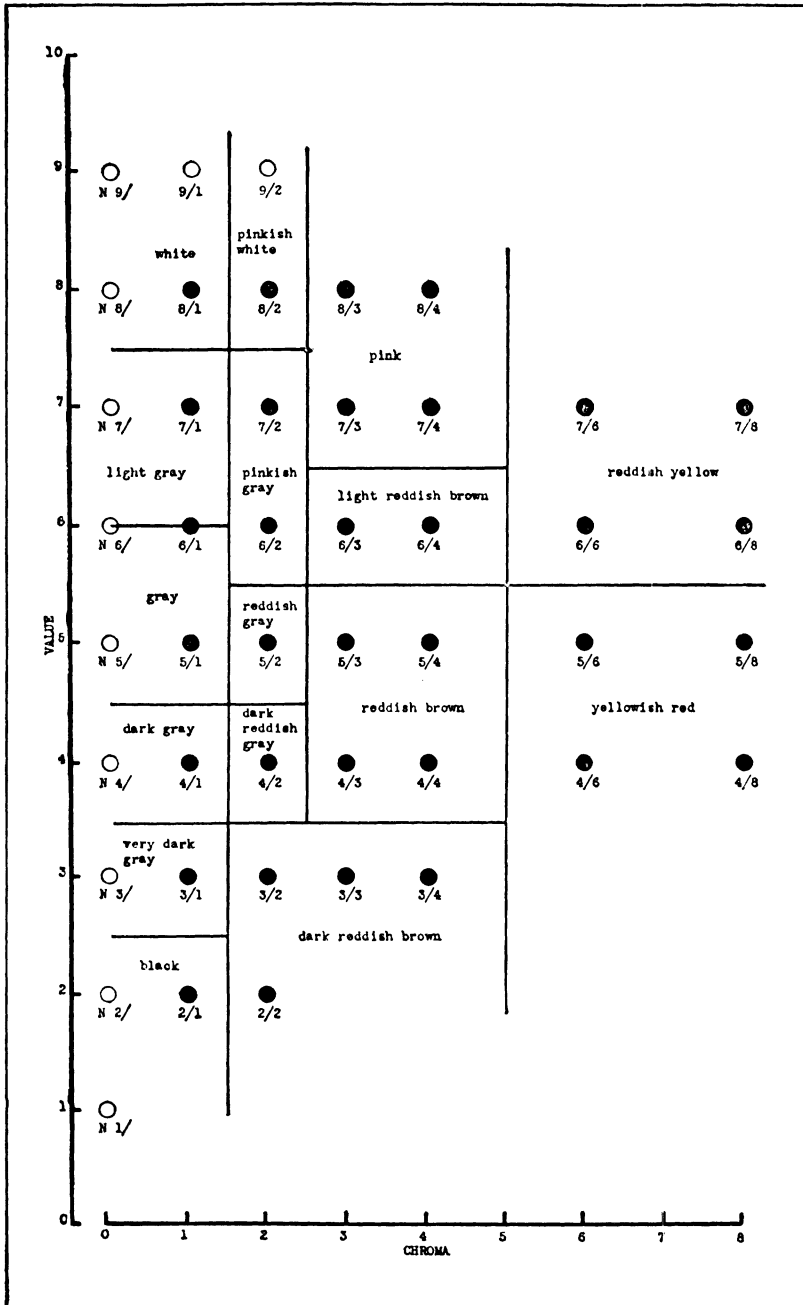 10
9
N 9/ 9/1 9/2
white pinkish
white
8
N 8/ 8/1 8/2 8/3 8/4
pink
7
N 7/ 7/1 7/2 7/3 7/4 7/6 7/8
light gray pinkish
gray light reddish brown reddish yellow
6
N 6/ 6/1 6/2 6/3 6/4 6/6 6/8
gray reddish
gray
VALUE
5
N 5/ 5/1 5/2 5/3 5/4 5/6 5/8
dark gray dark
reddish
gray reddish brown yellowish red
4
N 4/ 4/1 4/2 4/3 4/4 4/6 4/8
very dark
gray
3
N 3/ 3/1 3/2 3/3 3/4
dark reddish brown
black
2
N 2/ 2/1 2/2
1
N 1/
0
0 1 2 3 4 5 6 7 8
CHROMA